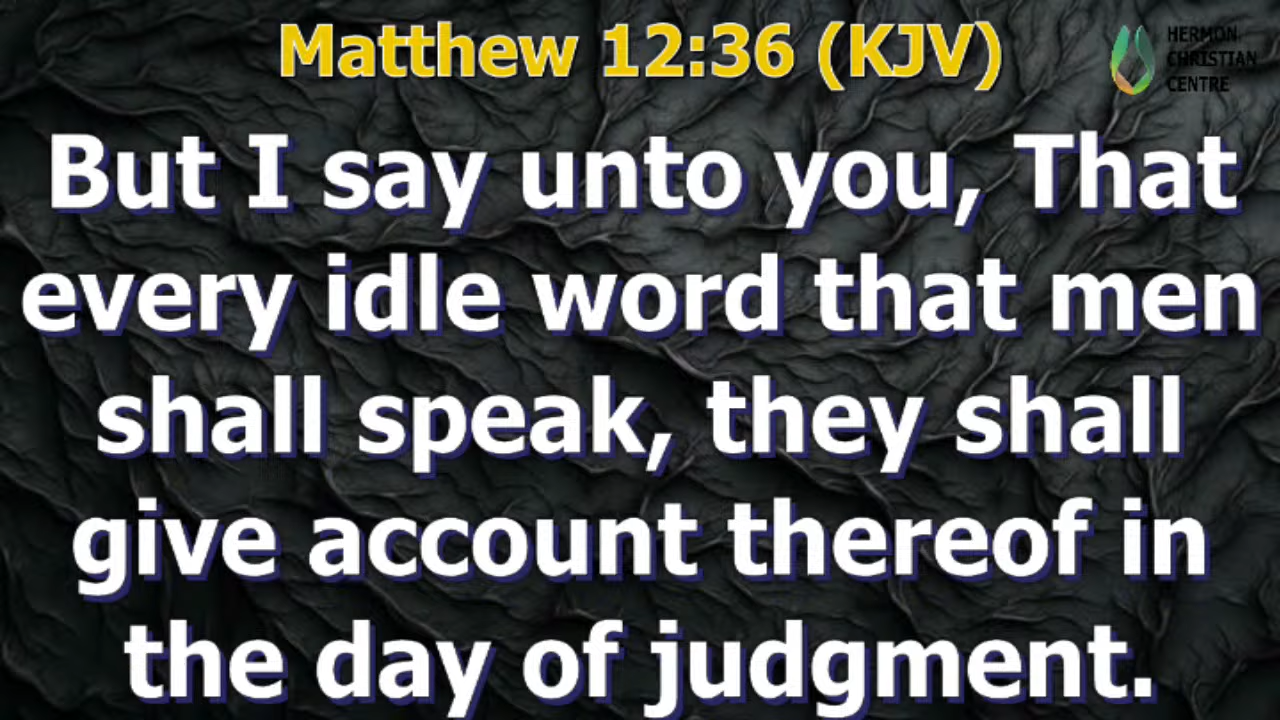 Matthew 12:36 (KJV)
HERMON
CHRISTIAN
CENTRE
But I say unto you, That
every idle word that men
shall speak, they shall
give account thereof in
the day of judgment.